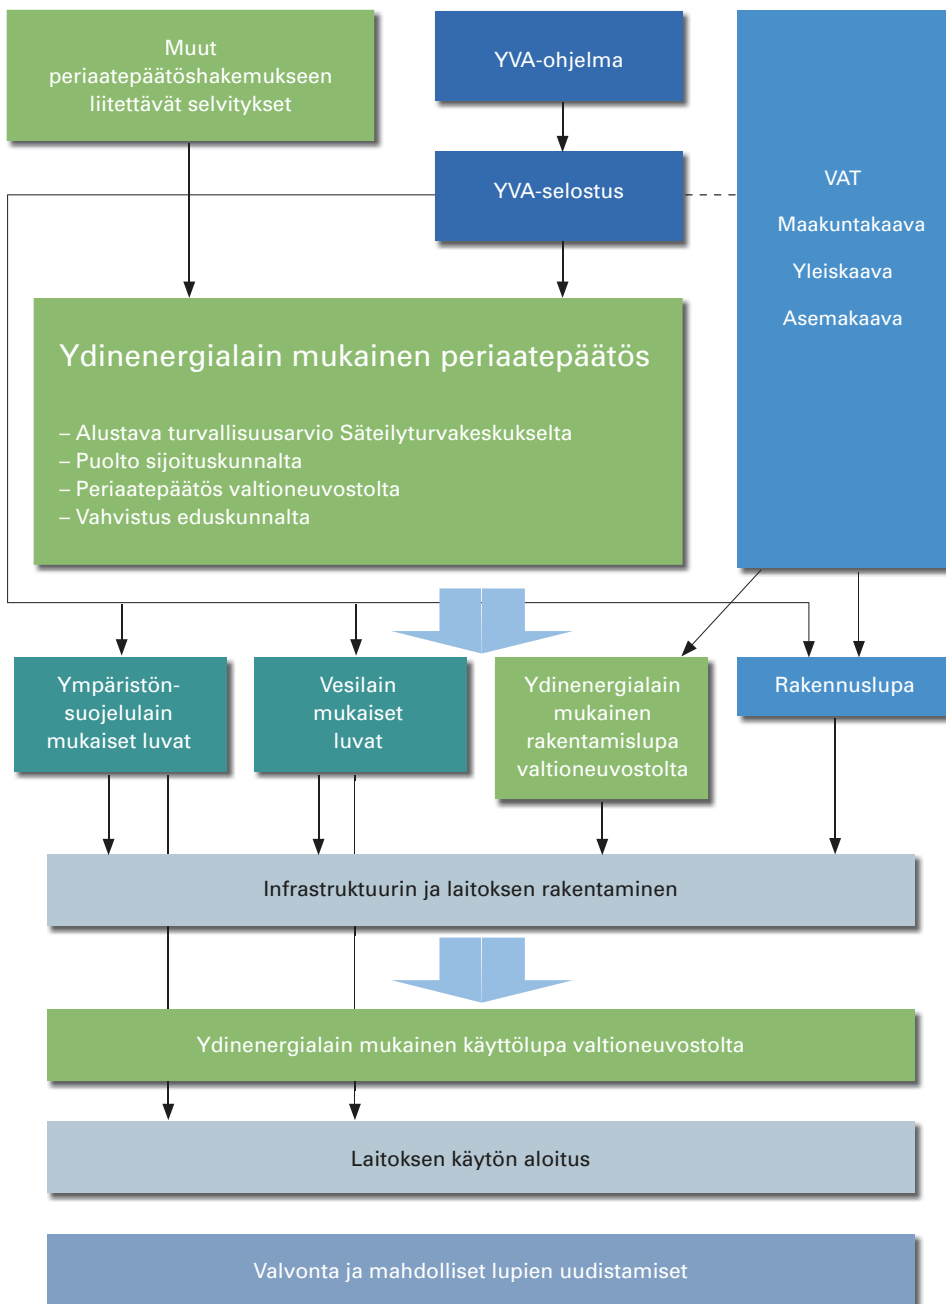 Muut
periaatepäätöshakemukseen
liitettävät selvitykset
YVA-ohjelma
YVA-selostus
VAT
Maakuntakaava
Yleiskaava
Asemakaava
Ydinenergialain mukainen periaatepäätös
– Alustava turvallisuusarvio Säteilyturvakeskukselta
– Puolto sijoituskunnalta
– Periaatepäätös valtioneuvostolta
– Vahvistus eduskunnalta
Ympäristön-
suojelulain
mukaiset luvat
Vesilain
mukaiset
luvat
Ydinenergialain
mukainen
rakentamislupa
valtioneuvostolta
Rakennuslupa
Infrastruktuurin ja laitoksen rakentaminen
Ydinenergialain mukainen käyttölupa valtioneuvostolta
Laitoksen käytön aloitus
Valvonta ja mahdolliset lupien uudistamiset